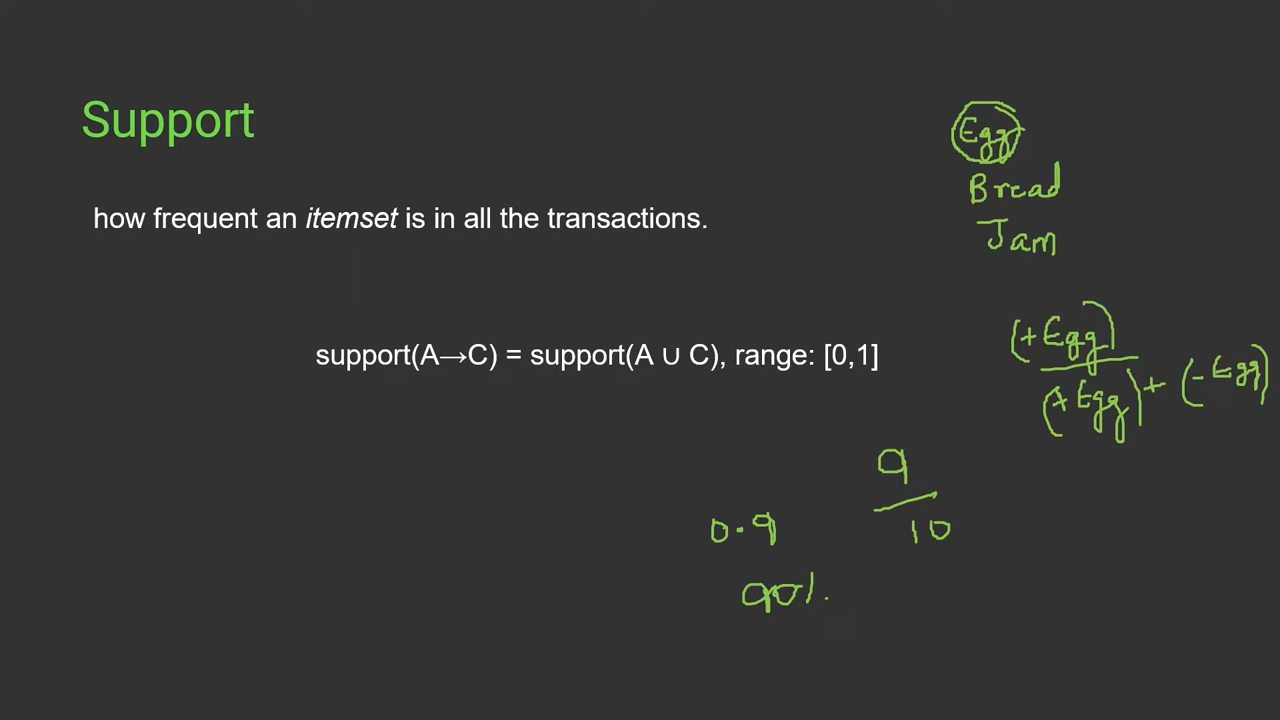 Support
how frequent an itemset is in all the transactions.
support(A→C) = support(A ∪ C), range: [0,1]
Egg
Bread
Jam
(+Egg)
(+Egg) + (-Egg)
9
10
0.9
90%